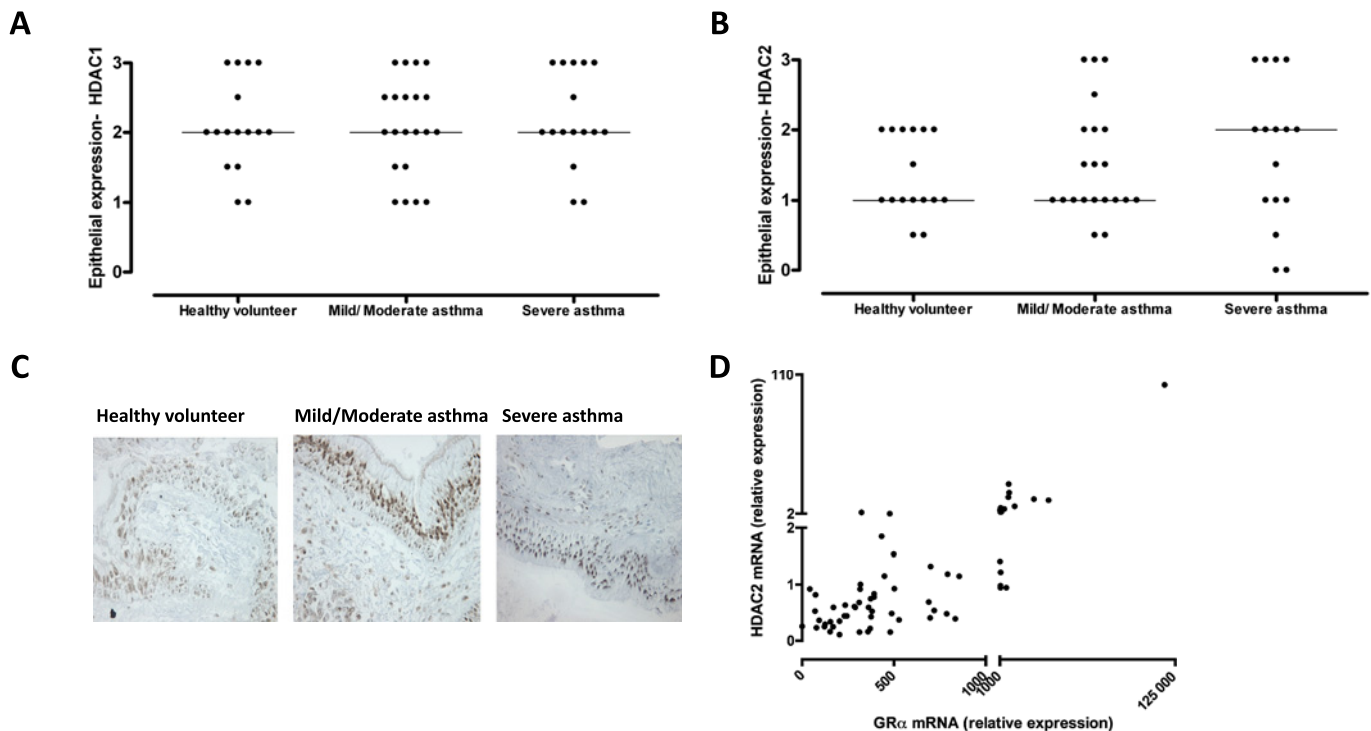 A
Epithelial expression- HDAC1
3
2
1
0
Healthy volunteer
Mild/ Moderate asthma
Severe asthma
B
Epithelial expression- HDAC2
3
2
1
0
Healthy volunteer
Mild/ Moderate asthma
Severe asthma
C
Healthy volunteer
Mild/Moderate asthma
Severe asthma
D
HDAC2 mRNA (relative expression)
110
2
2
1
0
0
500
1000
1000
125 000
GRα mRNA (relative expression)